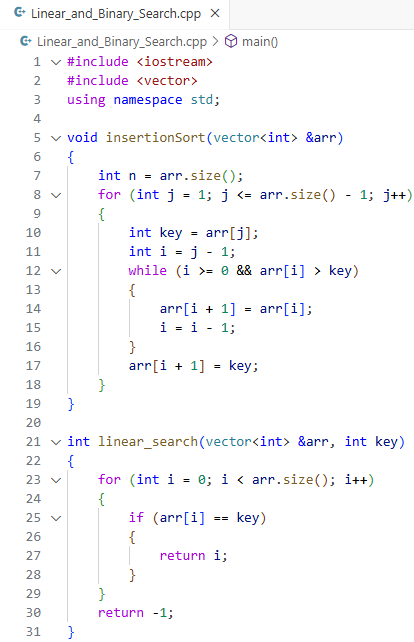 Linear_and_Binary_Search.cpp ×
Linear_and_Binary_Search.cpp > main()
1 #include <iostream>
2 #include <vector>
3 using namespace std;
4
5 void insertionSort(vector<int> &arr)
6 {
7     int n = arr.size();
8     for (int j = 1; j <= arr.size() - 1; j++)
9     {
10         int key = arr[j];
11         int i = j - 1;
12         while (i >= 0 && arr[i] > key)
13         {
14             arr[i + 1] = arr[i];
15             i = i - 1;
16         }
17         arr[i + 1] = key;
18     }
19 }
20
21 int linear_search(vector<int> &arr, int key)
22 {
23     for (int i = 0; i < arr.size(); i++)
24     {
25         if (arr[i] == key)
26         {
27             return i;
28         }
29     }
30     return -1;
31 }